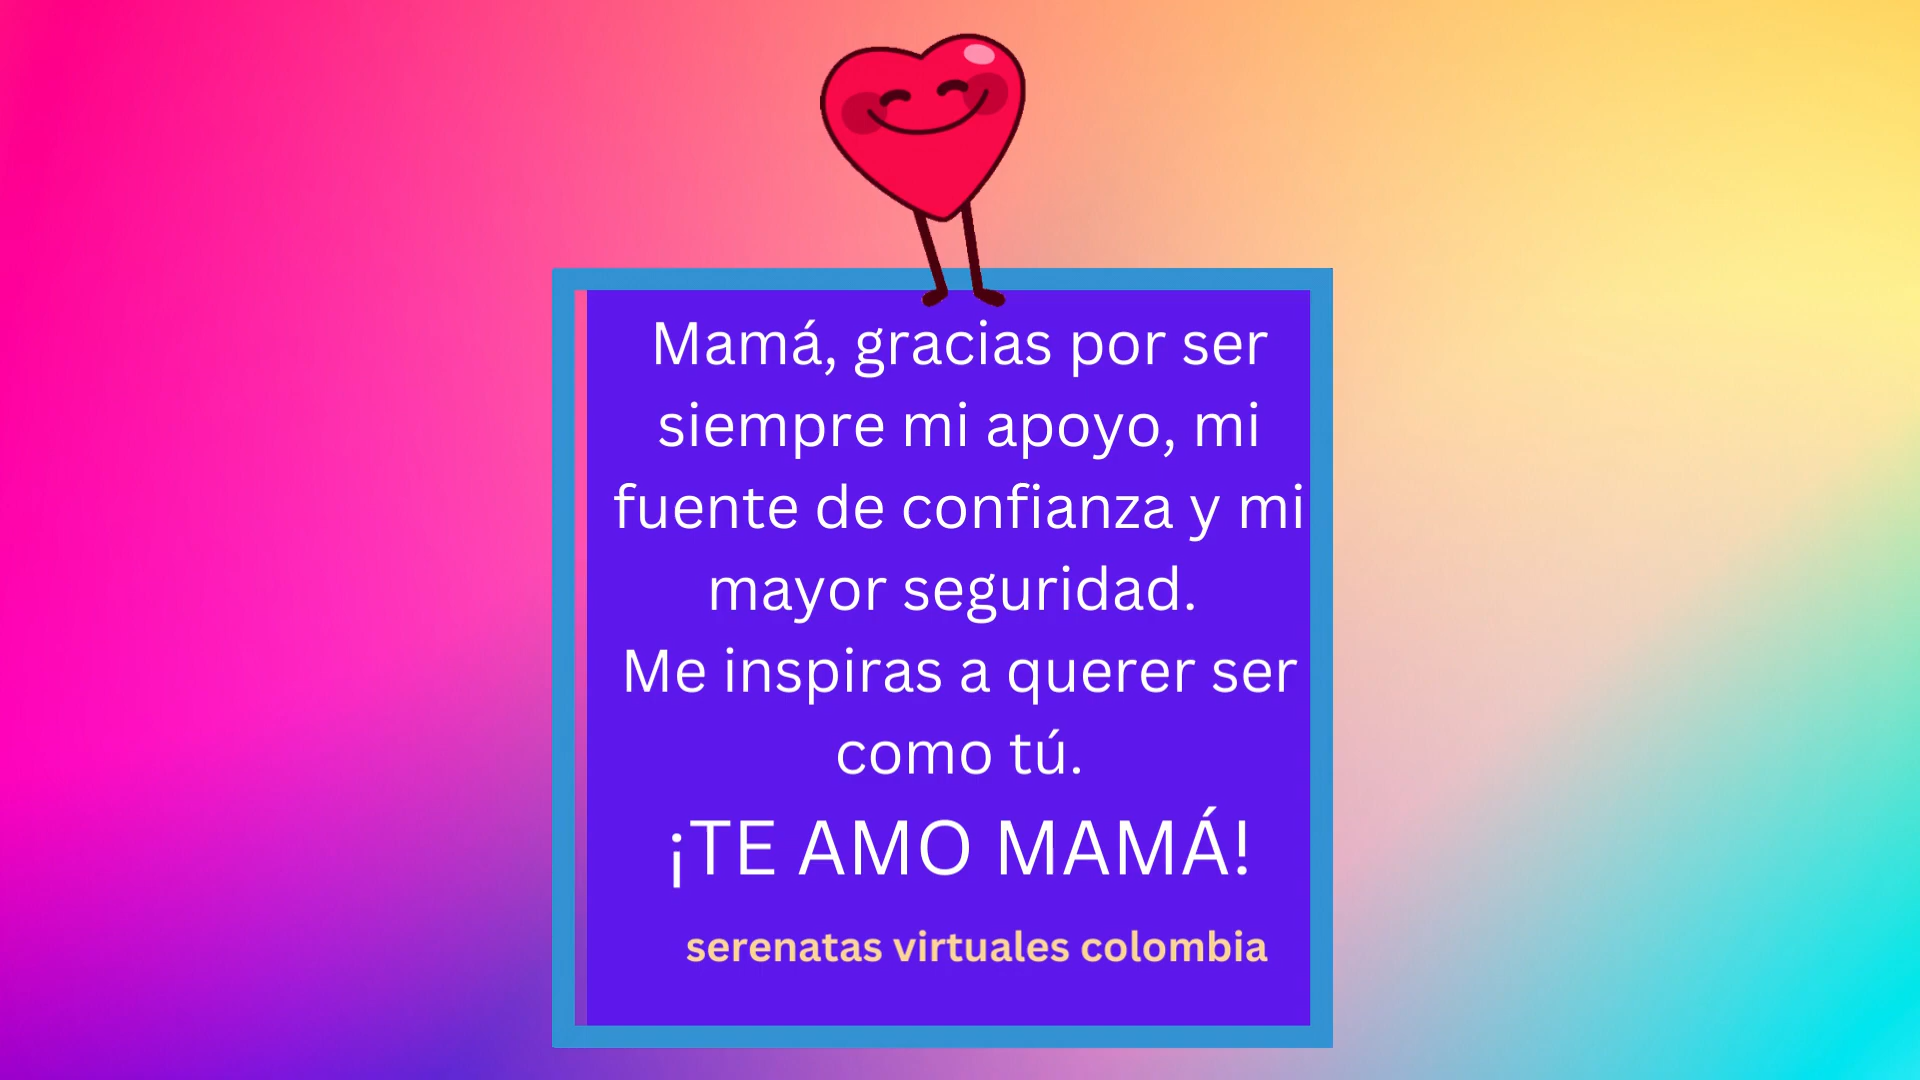 Mamá, gracias por ser
siempre mi apoyo, mi
fuente de confianza y mi
mayor seguridad.
Me inspiras a querer ser
como tú.
¡TE AMO MAMÁ!
serenatas virtuales colombia